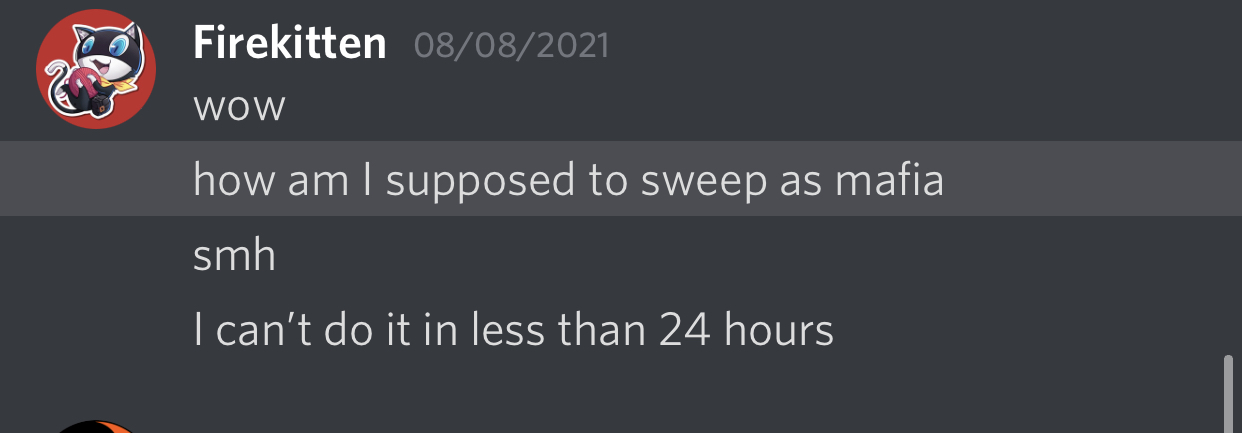 Firekitten 08/08/2021
wow
how am I supposed to sweep as mafia
smh
I can't do it in less than 24 hours